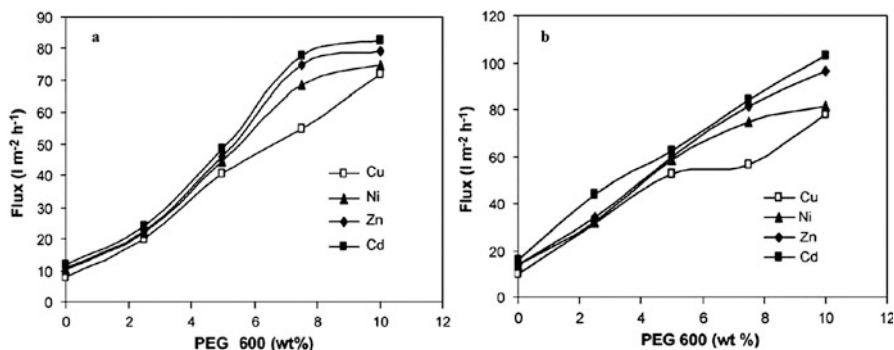 a
Flux (l m⁻² h⁻¹)
90
80
70
60
50
40
30
20
10
0
Cu
Ni
Zn
Cd
0 2 4 6 8 10 12
PEG 600 (wt%)
b
Flux (l m⁻² h⁻¹)
120
100
80
60
40
20
0
Cu
Ni
Zn
Cd
0 2 4 6 8 10 12
PEG 600 (wt %)